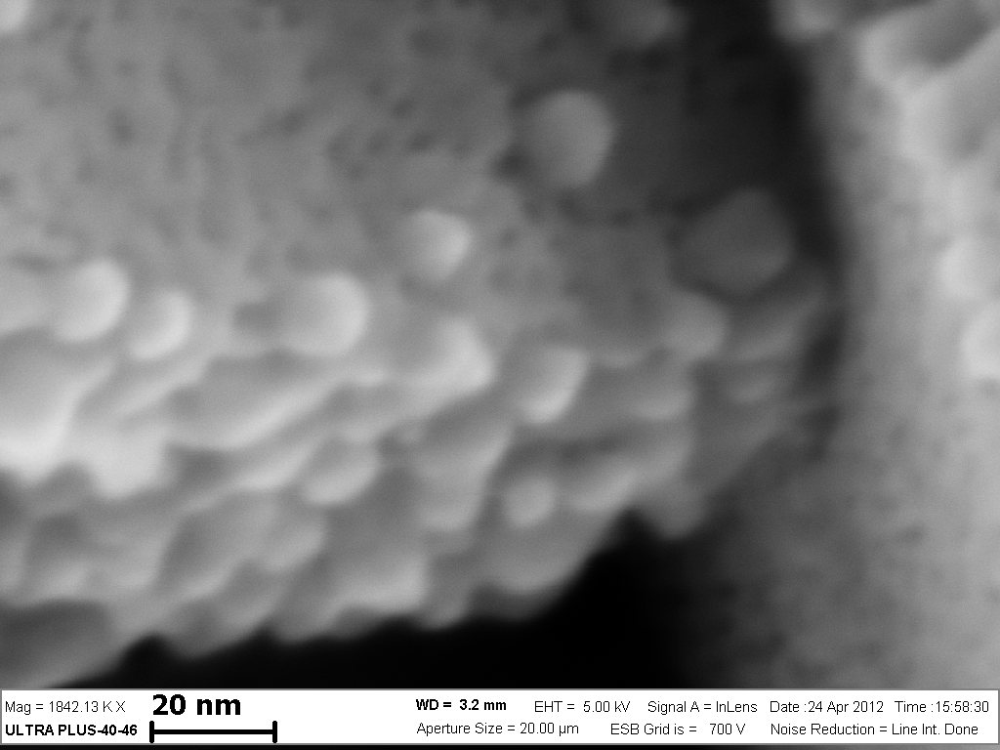 Mag = 1842.13 K X 20 nm WD = 3.2 mm EHT = 5.00 kV Signal A = InLens Date :24 Apr 2012 Time :15:58:30
ULTRA PLUS-40-46 Aperture Size = 20.00 µm ESB Grid is = 700 V Noise Reduction = Line Int. Done